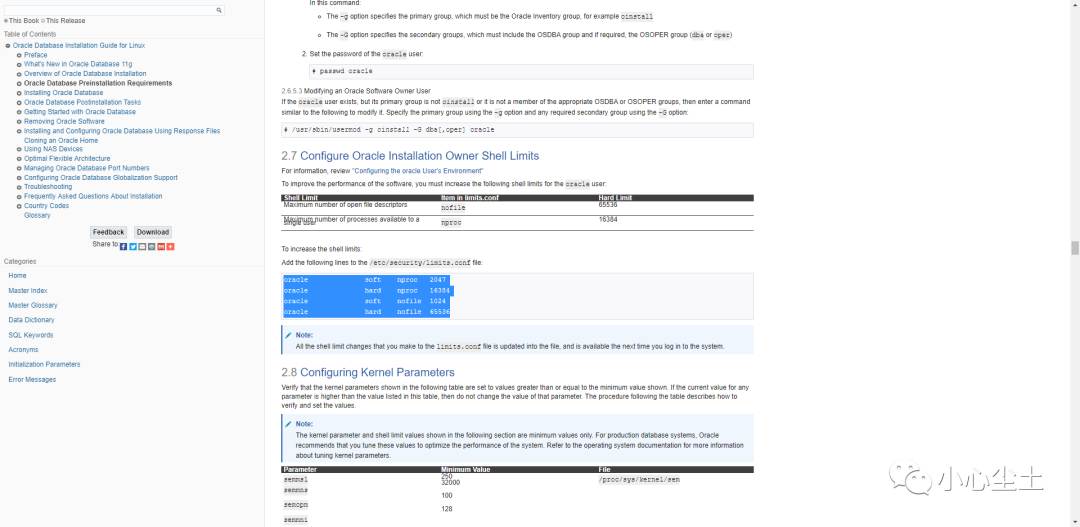 This Book This Release
Table of Contents
Oracle Database Installation Guide for Linux
Preface
What's New in Oracle Database 11g
Overview of Oracle Database Installation
Oracle Database Preinstallation Requirements
Installing Oracle Database
Oracle Database Postinstallation Tasks
Getting Started with Oracle Database
Removing Oracle Software
Installing and Configuring Oracle Database Using Response Files
Cloning an Oracle Home
Using NAS Devices
Optimal Flexible Architecture
Managing Oracle Database Port Numbers
Configuring Oracle Database Globalization Support
Troubleshooting
Frequently Asked Questions About Installation
Country Codes
Glossary
Feedback Download
Share to
Categories
Home
Master Index
Master Glossary
Data Dictionary
SQL Keywords
Acronyms
Initialization Parameters
Error Messages
In this command:
The -g option specifies the primary group, which must be the Oracle Inventory group, for example oinstall
The -G option specifies the secondary groups, which must include the OSDBA group and if required, the OSOPER group (dba or oper)
2. Set the password of the oracle user:
# passwd oracle
2.6.5.3 Modifying an Oracle Software Owner User
If the oracle user exists, but its primary group is not oinstall or it is not a member of the appropriate OSDBA or OSOPER groups, then enter a command
similar to the following to modify it. Specify the primary group using the -g option and any required secondary group using the -G option:
# /usr/sbin/usermod -g oinstall -G dba[,oper] oracle
2.7 Configure Oracle Installation Owner Shell Limits
For information, review "Configuring the oracle User's Environment"
To improve the performance of the software, you must increase the following shell limits for the oracle user:
Shell Limit Item in limits.conf Hard Limit
Maximum number of open file descriptors nofile 65536
Maximum number of processes available to a
single user nproc 16384
To increase the shell limits:
Add the following lines to the /etc/security/limits.conf file:
oracle soft nproc 2047
oracle hard nproc 16384
oracle soft nofile 1024
oracle hard nofile 65536
Note:
All the shell limit changes that you make to the limits.conf file is updated into the file, and is available the next time you log in to the system.
2.8 Configuring Kernel Parameters
Verify that the kernel parameters shown in the following table are set to values greater than or equal to the minimum value shown. If the current value for any
parameter is higher than the value listed in this table, then do not change the value of that parameter. The procedure following the table describes how to
verify and set the values.
Note:
The kernel parameter and shell limit values shown in the following section are minimum values only. For production database systems, Oracle
recommends that you tune these values to optimize the performance of the system. Refer to the operating system documentation for more information
about tuning kernel parameters.
Parameter Minimum Value File
semmsl 250 /proc/sys/kernel/sem
semmns 32000
semopm 100
semmni 128
小心尘土